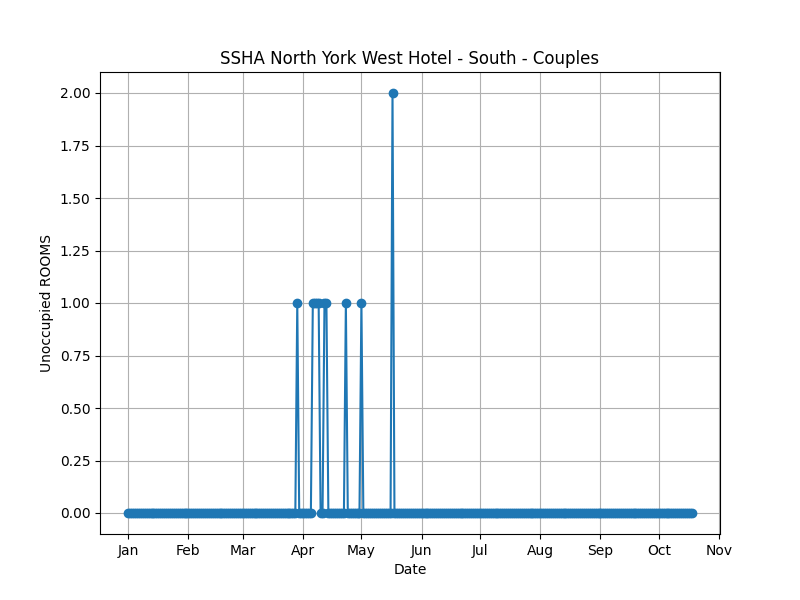 SSHA North York West Hotel - South - Couples
Unoccupied ROOMS
2.00
1.75
1.50
1.25
1.00
0.75
0.50
0.25
0.00
Jan Feb Mar Apr May Jun Jul Aug Sep Oct Nov
Date